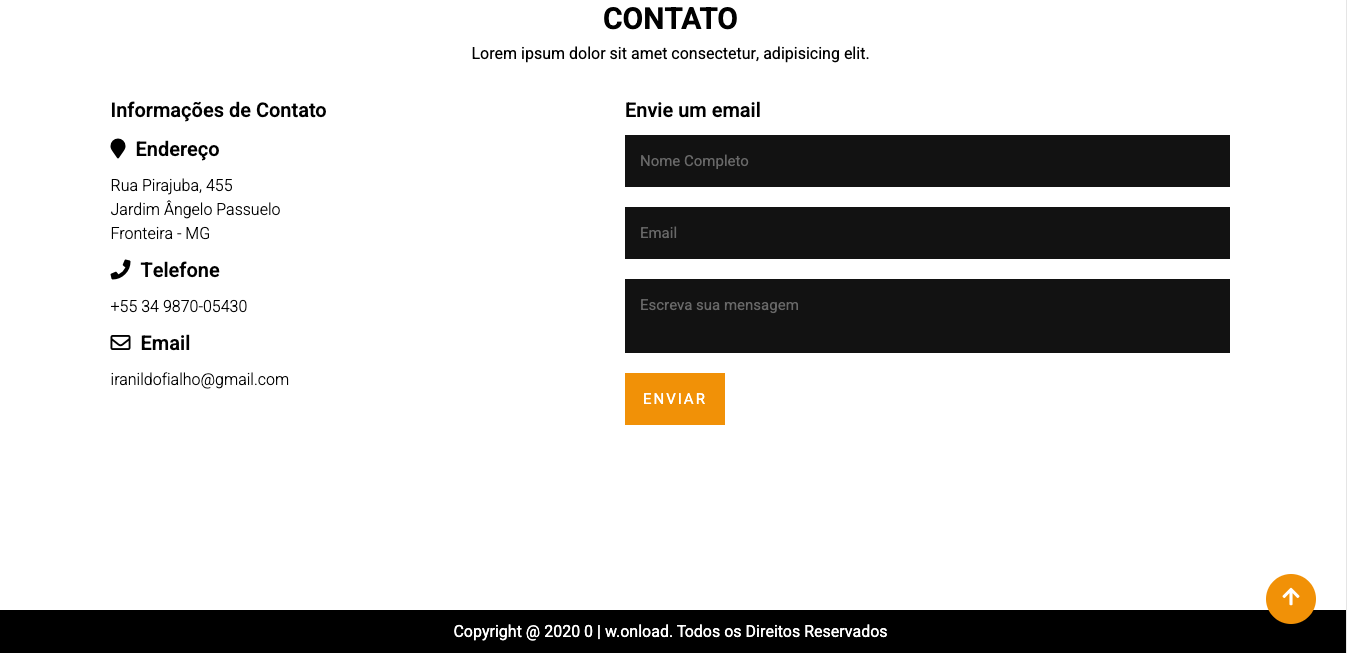 CONTATO
Lorem ipsum dolor sit amet consectetur, adipisicing elit.
Informações de Contato
Endereço
Rua Pirajuba, 455
Jardim Ângelo Passuelo
Fronteira - MG
Telefone
+55 34 9870-05430
Email
iranildofialho@gmail.com
Envie um email
Nome Completo
Email
Escreva sua mensagem
ENVIAR
Copyright @ 2020 0 | w.onload. Todos os Direitos Reservados